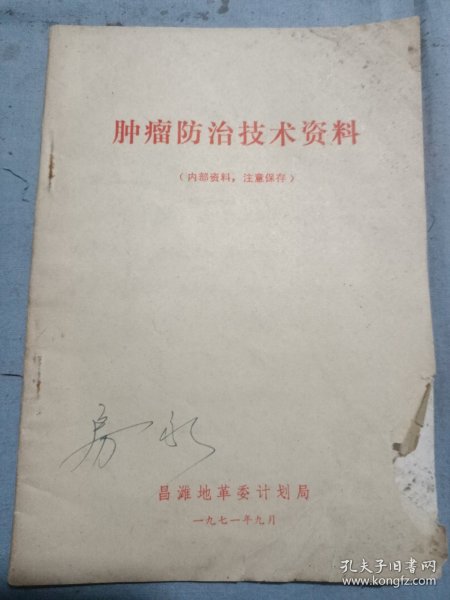 肿瘤防治技术资料
（内部资料，注意保存）
昌潍地革委计划局
一九七一年九月
孔夫子旧书网
www.kongfz.com